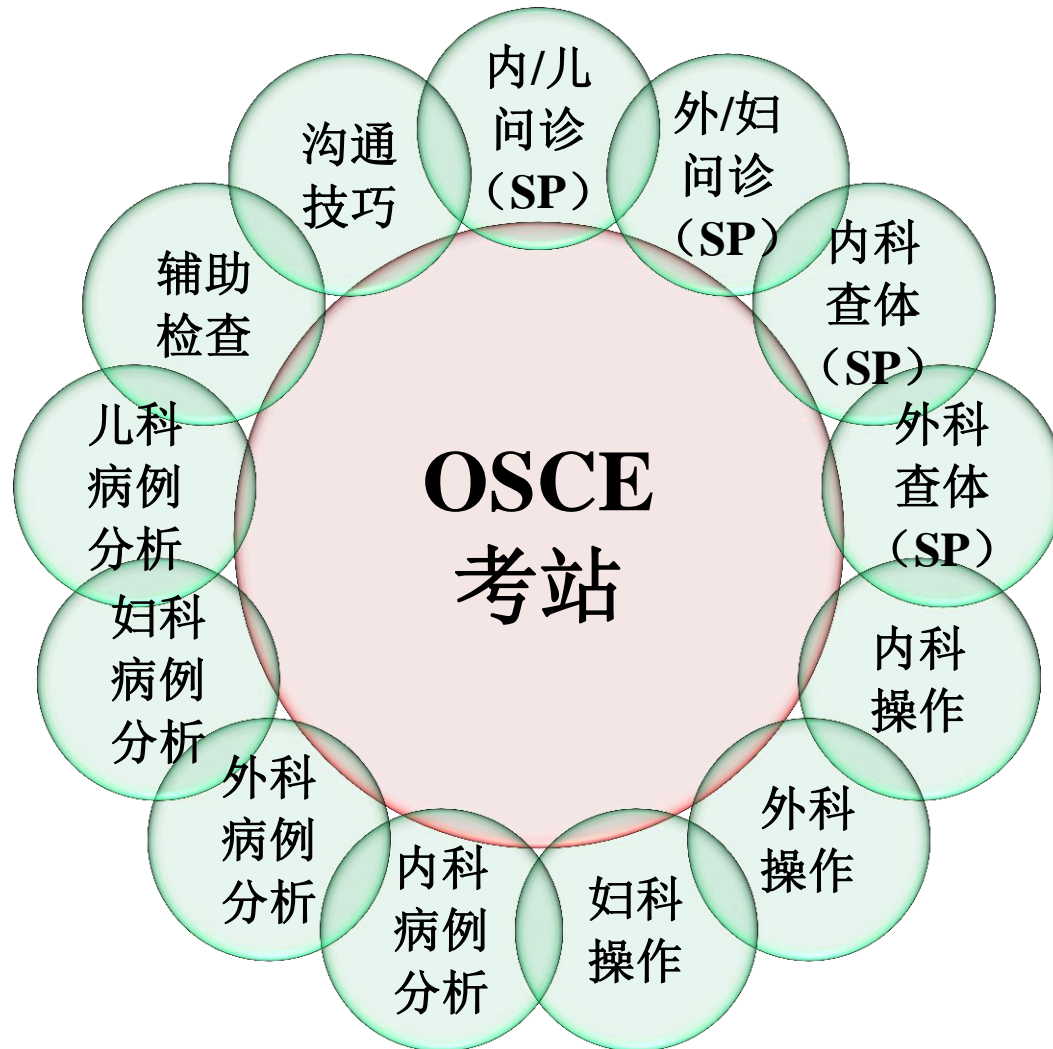 内/儿
问诊
（SP）
外/妇
问诊
（SP）
内科
查体
（SP）
外科
查体
（SP）
内科
操作
外科
操作
妇科
操作
内科
病例
分析
外科
病例
分析
妇科
病例
分析
儿科
病例
分析
辅助
检查
沟通
技巧
OSCE
考站